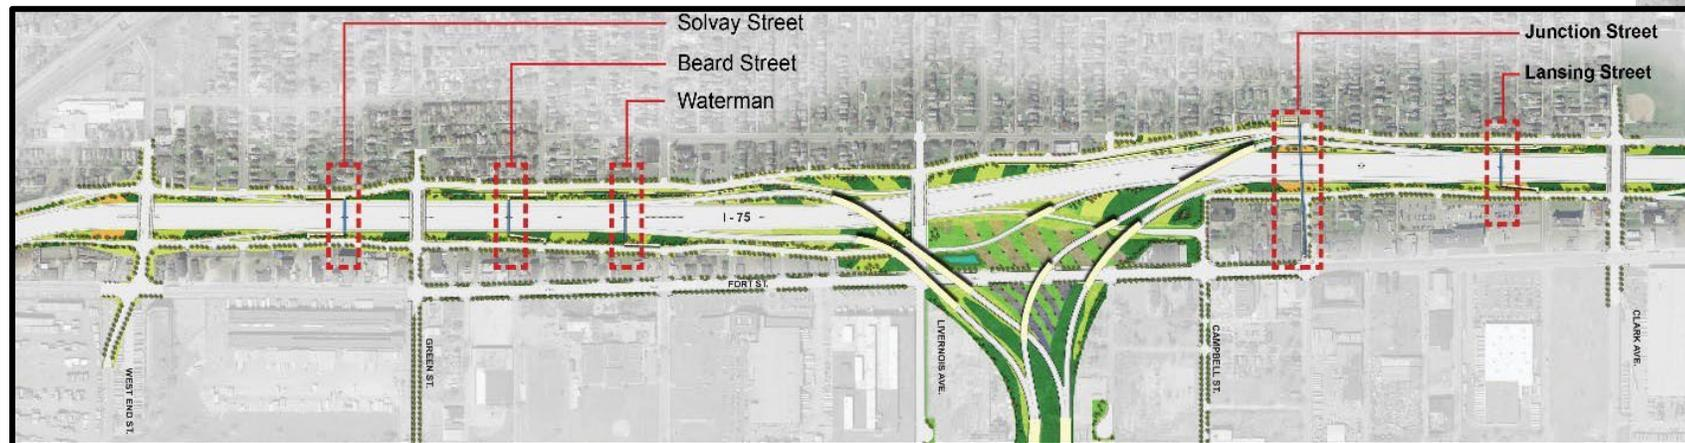 Solvay Street
Beard Street
Waterman
Junction Street
Lansing Street
I - 75
FORT ST.
WEST END ST.
GREEN ST.
LIVERNOIS AVE.
CAMPBELL ST.
CLARK AVE.